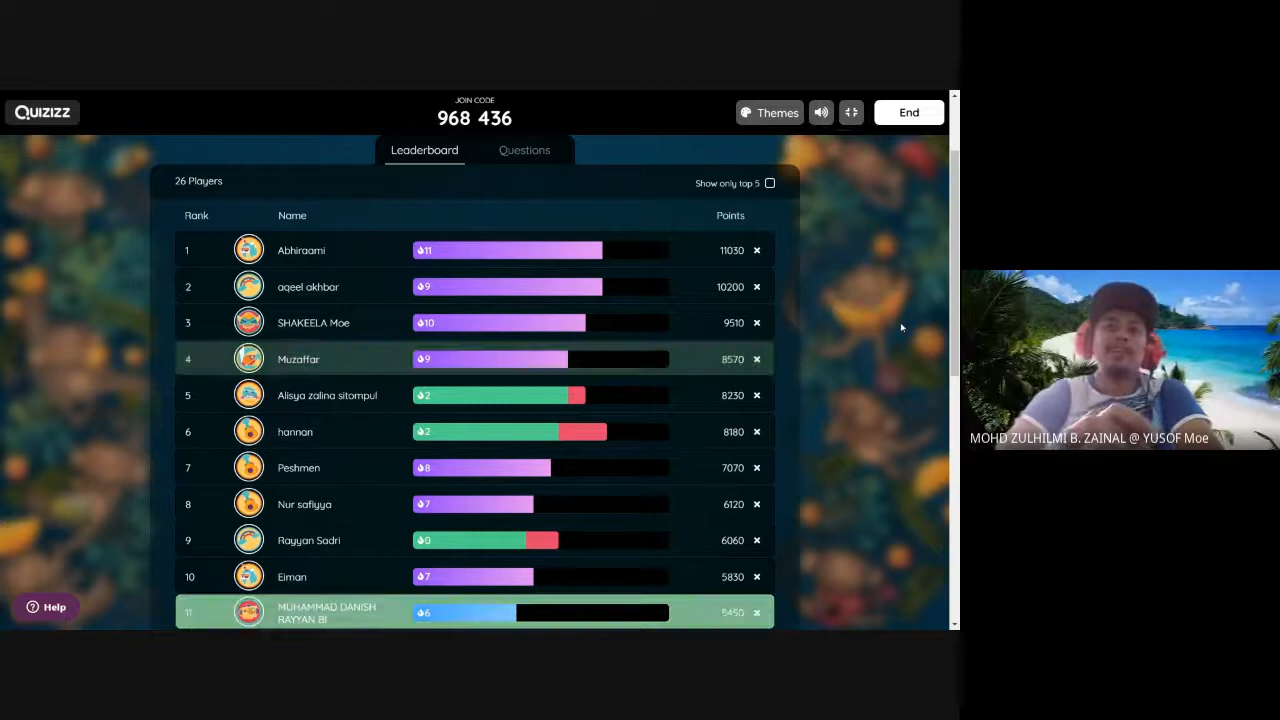 Quizizz
JOIN CODE
968 436
Themes
End
Leaderboard Questions
26 Players
Show only top 5
Rank Name Points
1 Abhiraami 11 11030
2 aqeel akhbar 9 10200
3 SHAKEELA Moe 10 9510
4 Muzaffar 9 8570
5 Alisya zalina sitompul 2 8230
6 hannan 2 8180
7 Peshmen 8 7070
8 Nur safiyya 7 6120
9 Rayyan Sadri 0 6060
10 Eiman 7 5830
11 MUHAMMAD DANISH RAYYAN BI 6 5450
Help
MOHD ZULHILMI B. ZAINAL @ YUSOF Moe